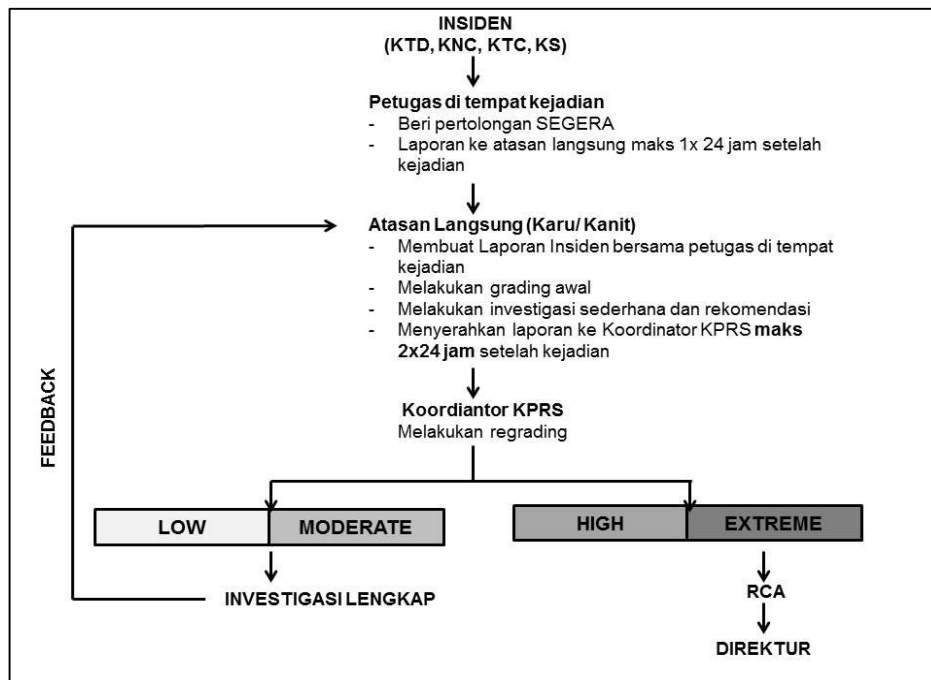 INSIDEN
(KTD, KNC, KTC, KS)
Petugas di tempat kejadian
- Beri pertolongan SEGERA
- Laporan ke atasan langsung maks 1x 24 jam setelah
kejadian
Atasan Langsung (Karu/ Kanit)
- Membuat Laporan Insiden bersama petugas di tempat
kejadian
- Melakukan grading awal
- Melakukan investigasi sederhana dan rekomendasi
- Menyerahkan laporan ke Koordinator KPRS maks
2x24 jam setelah kejadian
FEEDBACK
Koordiantor KPRS
Melakukan regrading
LOW MODERATE HIGH EXTREME
INVESTIGASI LENGKAP RCA
DIREKTUR